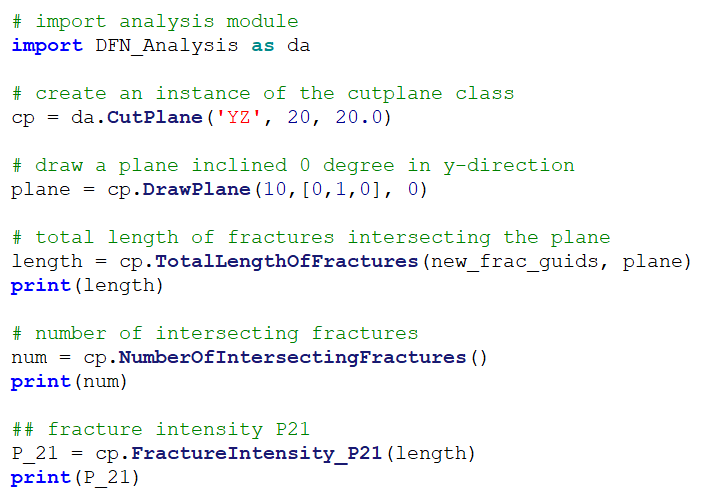 # import analysis module
import DFN_Analysis as da
# create an instance of the cutplane class
cp = da.CutPlane('YZ', 20, 20.0)
# draw a plane inclined 0 degree in y-direction
plane = cp.DrawPlane(10,[0,1,0], 0)
# total length of fractures intersecting the plane
length = cp.TotalLengthOfFractures(new_frac_guids, plane)
print(length)
# number of intersecting fractures
num = cp.NumberOfIntersectingFractures()
print(num)
## fracture intensity P21
P_21 = cp.FractureIntensity_P21(length)
print(P_21)